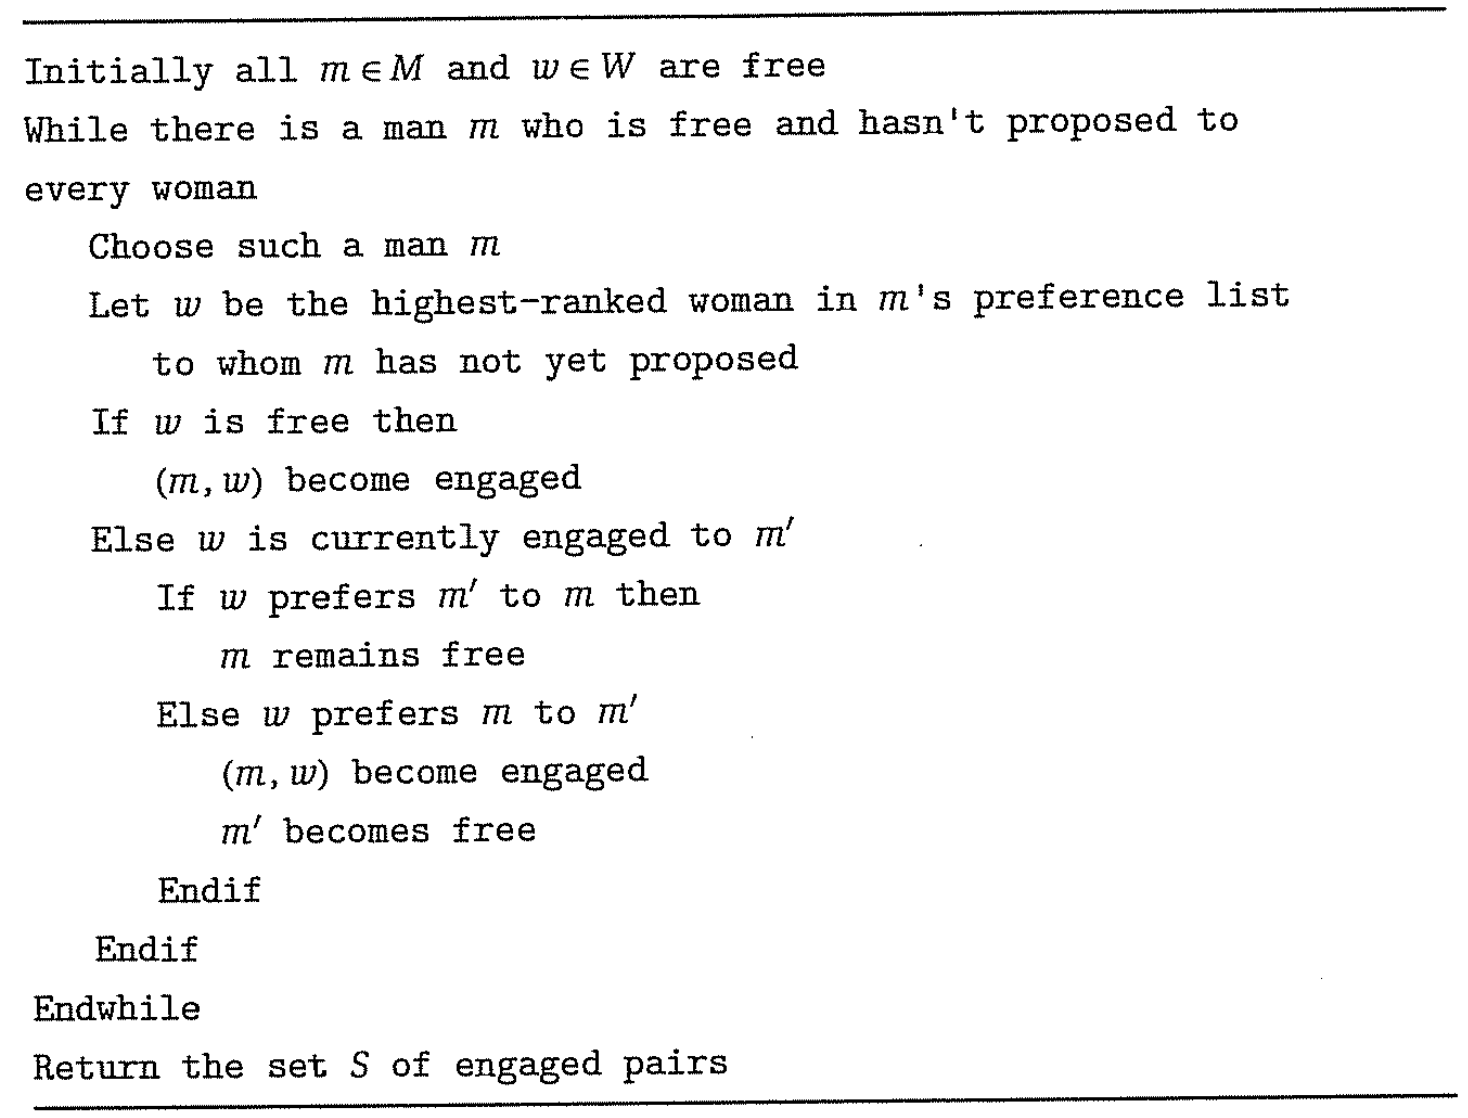 Initially all m ∈ M and w ∈ W are free
While there is a man m who is free and hasn't proposed to
every woman
Choose such a man m
Let w be the highest-ranked woman in m's preference list
to whom m has not yet proposed
If w is free then
(m, w) become engaged
Else w is currently engaged to m′
If w prefers m′ to m then
m remains free
Else w prefers m to m′
(m, w) become engaged
m′ becomes free
Endif
Endif
Endwhile
Return the set S of engaged pairs